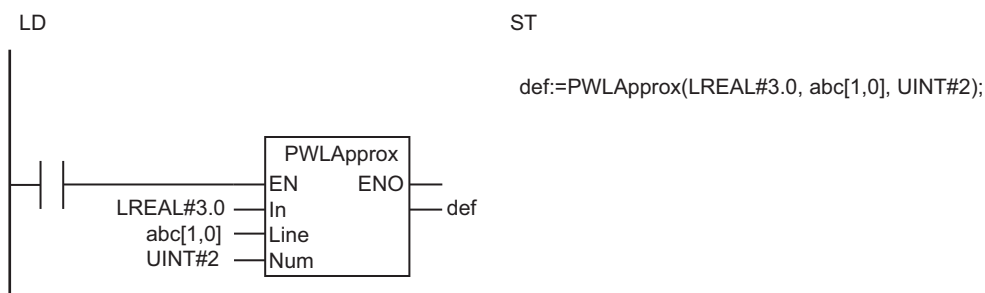 LD
ST
def:=PWLApprox(LREAL#3.0, abc[1,0], UINT#2);
PWLApprox
EN ENO
LREAL#3.0 In def
abc[1,0] Line
UINT#2 Num